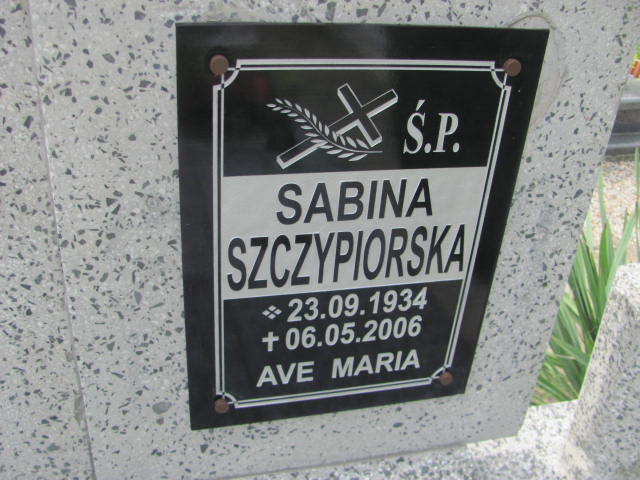 Ś.P.
SABINA
SZCZYPIORSKA
❖ 23.09.1934
✝ 06.05.2006
AVE MARIA